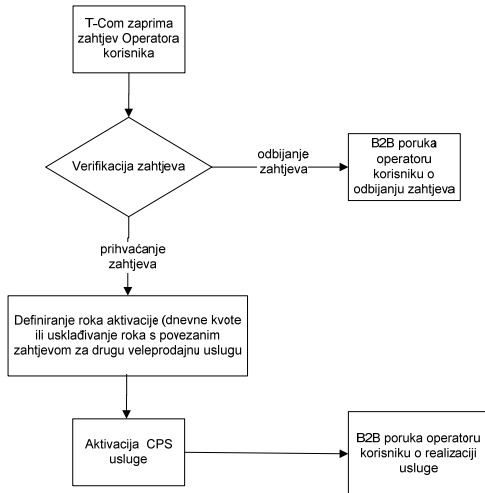 T-Com zaprima
zahtjev Operatora
korisnika
Verifikacija zahtjeva
odbijanje
zahtjeva
B2B poruka
operatoru
korisniku o
odbijanju zahtjeva
prihvaćanje
zahtjeva
Definiranje roka aktivacije (dnevne kvote
ili usklađivanje roka s povezanim
zahtjevom za drugu veleprodajnu uslugu
Aktivacija CPS
usluge
B2B poruka operatoru
korisniku o realizaciji
usluge